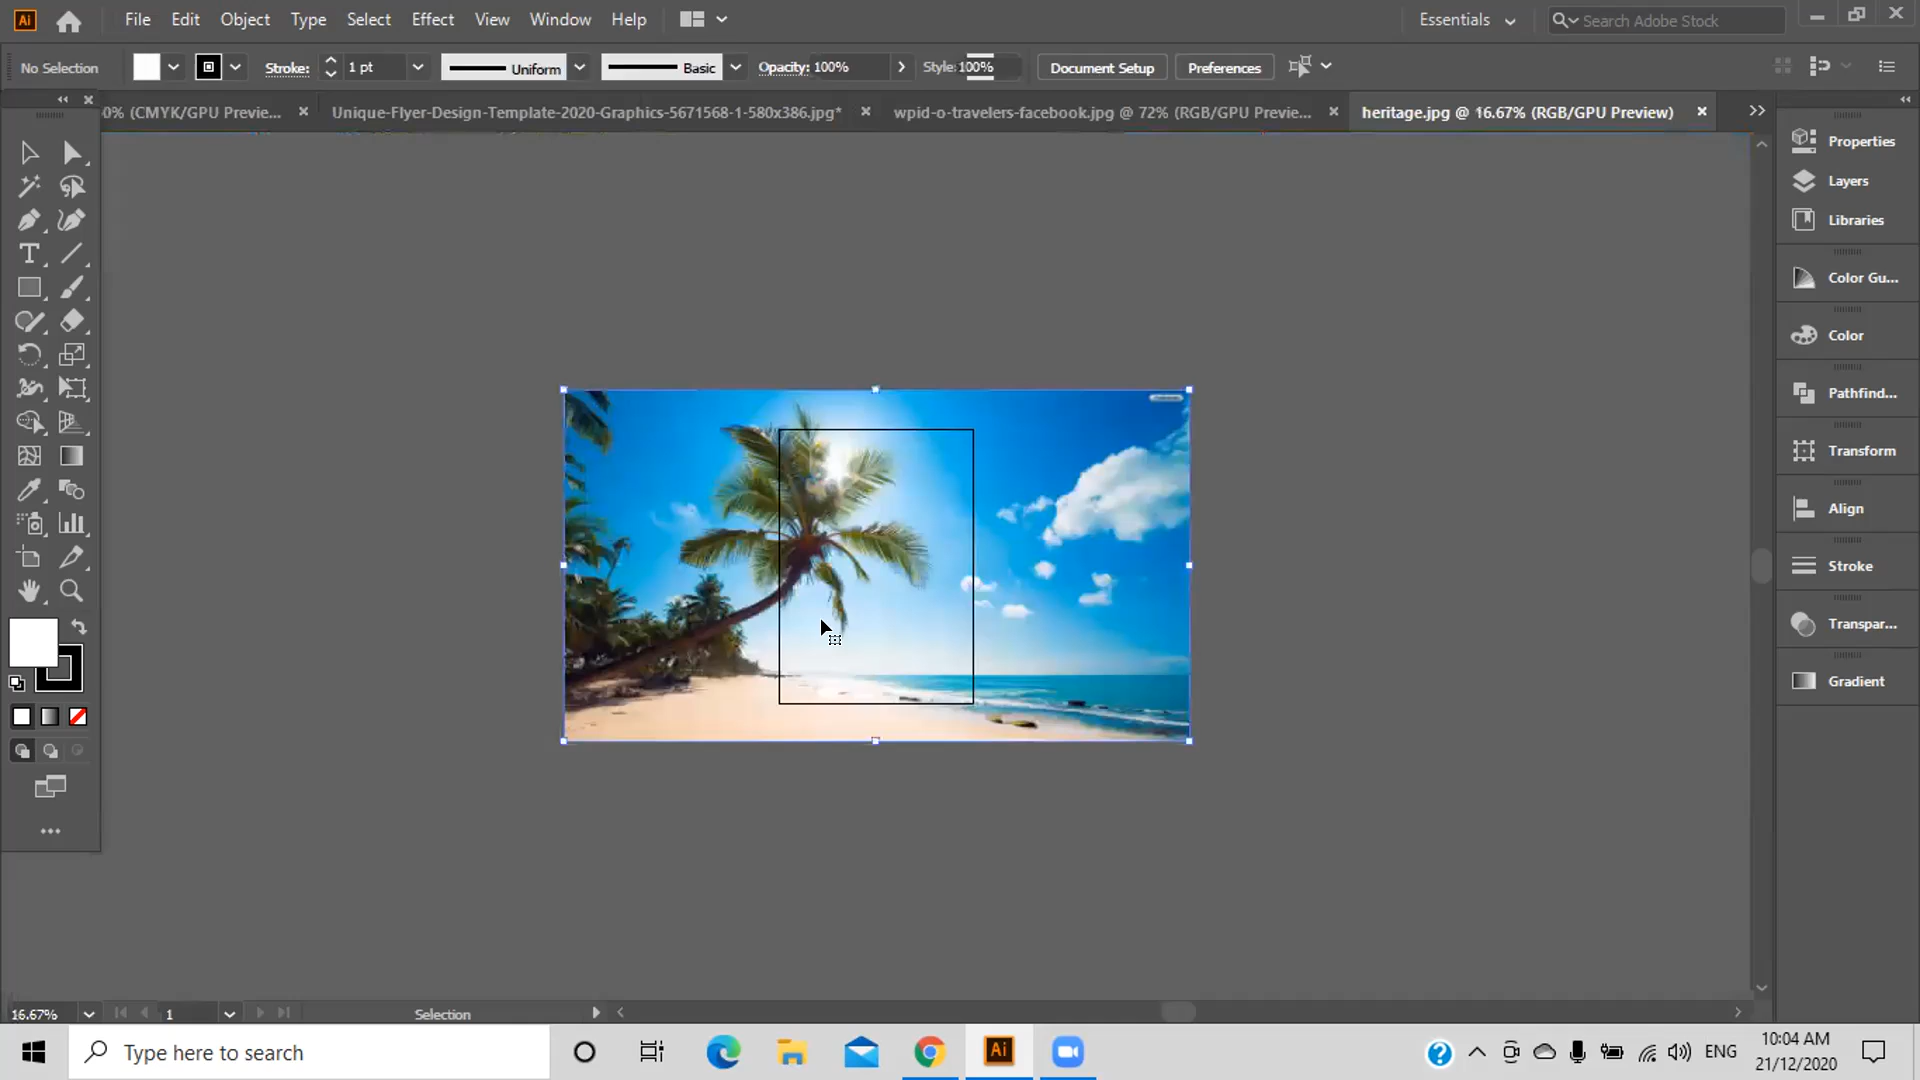 Ai File Edit Object Type Select Effect View Window Help Essentials Search Adobe Stock
No Selection Stroke: 1 pt Uniform Basic Opacity: 100% Style: 100% Document Setup Preferences
0% (CMYK/GPU Previe... Unique-Flyer-Design-Template-2020-Graphics-5671568-1-580x386.jpg* wpid-o-travelers-facebook.jpg @ 72% (RGB/GPU Previe... heritage.jpg @ 16.67% (RGB/GPU Preview)
Properties
Layers
Libraries
Color Gu...
Color
Pathfind...
Transform
Align
Stroke
Transpar...
Gradient
16.67% 1 Selection
Type here to search Ai ENG 10:04 AM
21/12/2020